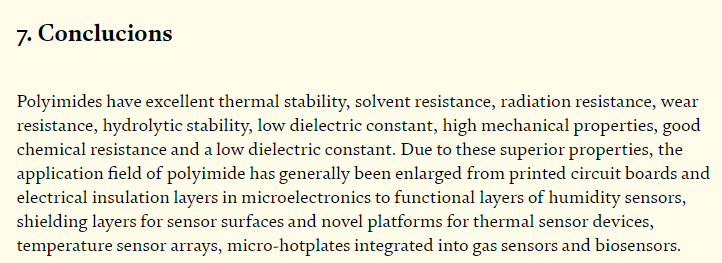 7. Conclucions
Polyimides have excellent thermal stability, solvent resistance, radiation resistance, wear
resistance, hydrolytic stability, low dielectric constant, high mechanical properties, good
chemical resistance and a low dielectric constant. Due to these superior properties, the
application field of polyimide has generally been enlarged from printed circuit boards and
electrical insulation layers in microelectronics to functional layers of humidity sensors,
shielding layers for sensor surfaces and novel platforms for thermal sensor devices,
temperature sensor arrays, micro-hotplates integrated into gas sensors and biosensors.